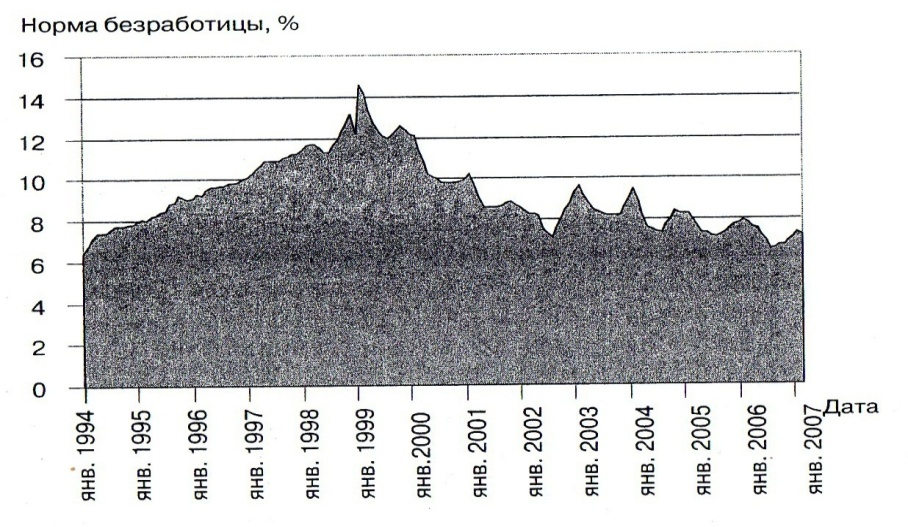 Норма безработицы, %
16
14
12
10
8
6
4
2
0
Дата
янв. 1994
янв. 1995
янв. 1996
янв. 1997
янв. 1998
янв. 1999
янв.2000
янв. 2001
янв. 2002
янв. 2003
янв. 2004
янв. 2005
янв. 2006
янв. 2007